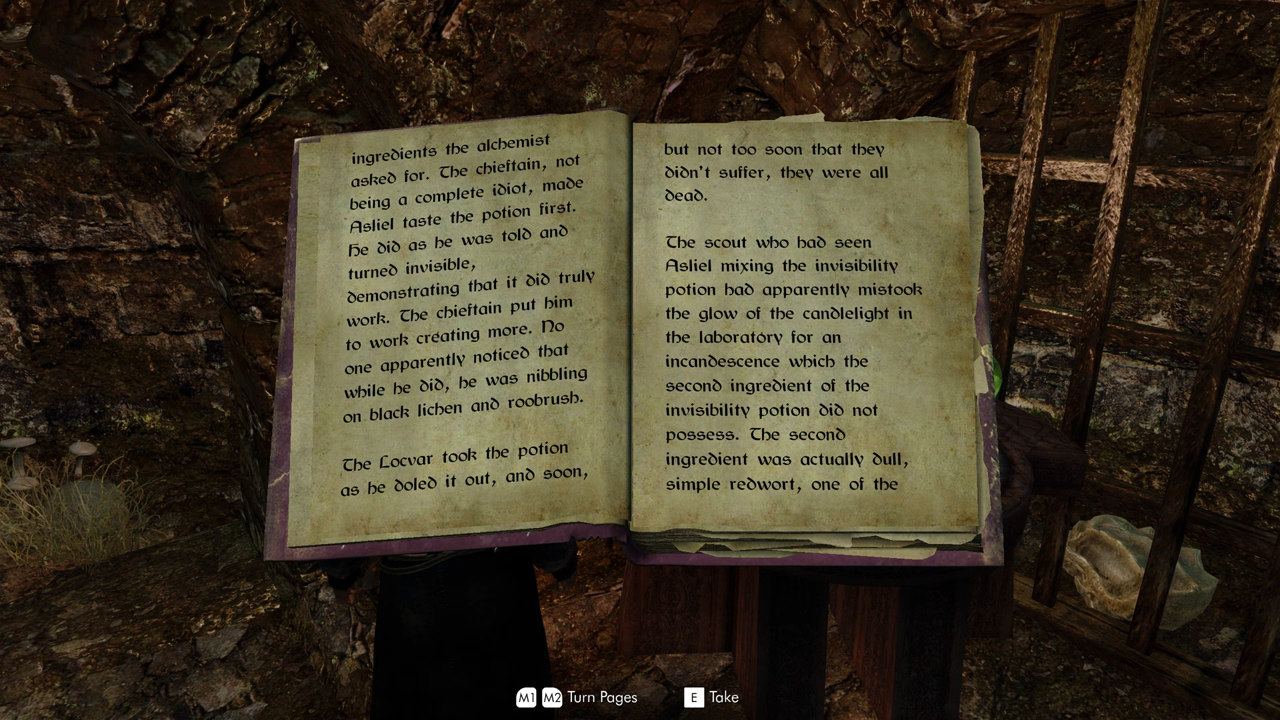 ingredients the alchemist
asked for. The chieftain, not
being a complete idiot, made
Asliel taste the potion first.
He did as he was told and
turned invisible,
demonstrating that it did truly
work. The chieftain put him
to work creating more. No
one apparently noticed that
while he did, he was nibbling
on black lichen and roobrush.
The Locvar took the potion
as he doled it out, and soon,
but not too soon that they
didn't suffer, they were all
dead.
The scout who had seen
Asliel mixing the invisibility
potion had apparently mistook
the glow of the candlelight in
the laboratory for an
incandescence which the
second ingredient of the
invisibility potion did not
possess. The second
ingredient was actually dull,
simple redwort, one of the
M1 M2 Turn Pages E Take